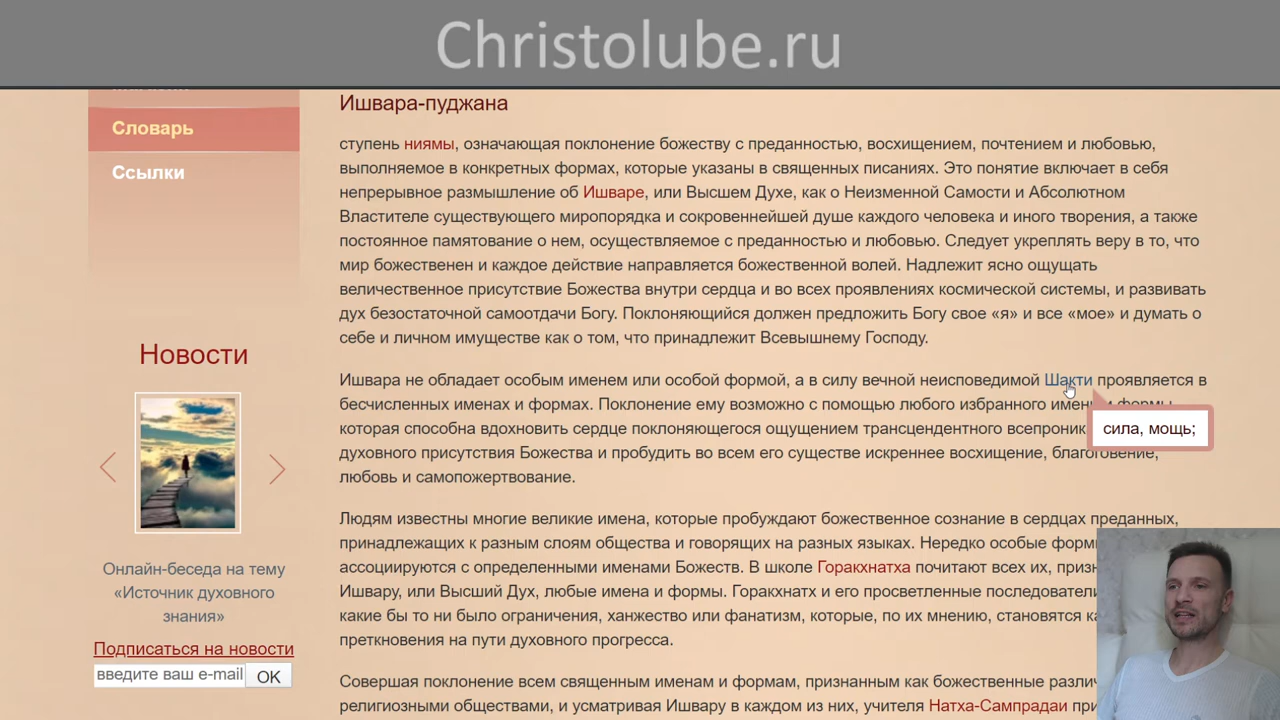 Christolube.ru
Словарь
Ссылки
Новости
Онлайн-беседа на тему
«Источник духовного
знания»
Подписаться на новости
введите ваш e-mail OK
Ишвара-пуджана
ступень ниямы, означающая поклонение божеству с преданностью, восхищением, почтением и любовью,
выполняемое в конкретных формах, которые указаны в священных писаниях. Это понятие включает в себя
непрерывное размышление об Ишваре, или Высшем Духе, как о Неизменной Самости и Абсолютном
Властителе существующего миропорядка и сокровеннейшей душе каждого человека и иного творения, а также
постоянное памятование о нем, осуществляемое с преданностью и любовью. Следует укреплять веру в то, что
мир божественен и каждое действие направляется божественной волей. Надлежит ясно ощущать
величественное присутствие Божества внутри сердца и во всех проявлениях космической системы, и развивать
дух безостаточной самоотдачи Богу. Поклоняющийся должен предложить Богу свое «я» и все «мое» и думать о
себе и личном имуществе как о том, что принадлежит Всевышнему Господу.
Ишвара не обладает особым именем или особой формой, а в силу вечной неисповедимой Шакти проявляется в
бесчисленных именах и формах. Поклонение ему возможно с помощью любого избранного имени
которая способна вдохновить сердце поклоняющегося ощущением трансцендентного
сила, мощь;
духовного присутствия Божества и пробудить во всем его существе искреннее восхищение, благоговение,
любовь и самопожертвование.
Людям известны многие великие имена, которые пробуждают божественное сознание в сердцах преданных,
принадлежащих к разным слоям общества и говорящих на разных языках. Нередко особые
ассоциируются с определенными именами Божеств. В школе Горакхнатха почитают всех их,
Ишвару, или Высший Дух, любые имена и формы. Горакхнатх и его просветленные
какие бы то ни было ограничения, ханжество или фанатизм, которые, по их мнению, становятся
преткновения на пути духовного прогресса.
Совершая поклонение всем священным именам и формам, признанным как божественные
религиозными обществами, и усматривая Ишвару в каждом из них, учителя Натха-Сампрадаи